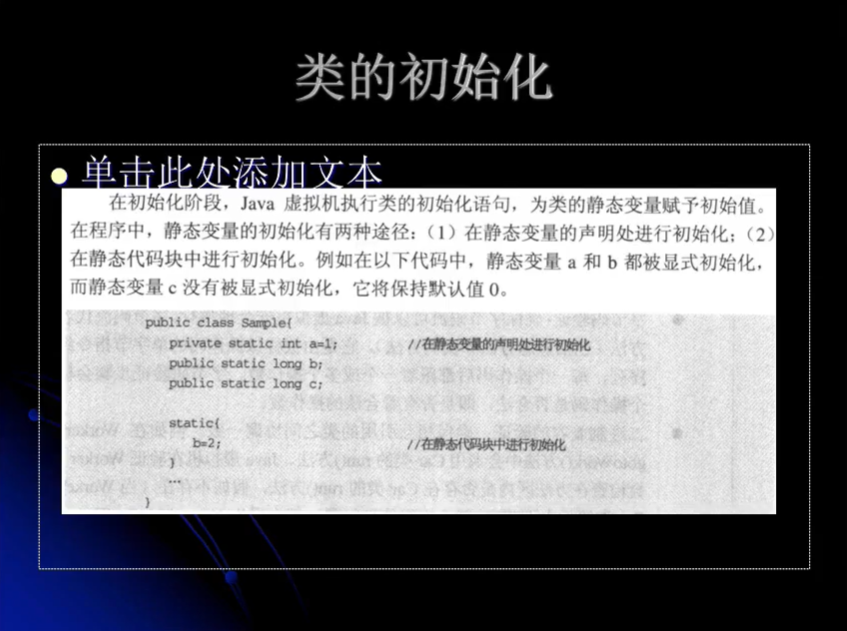 类的初始化
单击此处添加文本
在初始化阶段，Java 虚拟机执行类的初始化语句，为类的静态变量赋予初始值。
在程序中，静态变量的初始化有两种途径：（1）在静态变量的声明处进行初始化；（2）
在静态代码块中进行初始化。例如在以下代码中，静态变量 a 和 b 都被显式初始化，
而静态变量 c 没有被显式初始化，它将保持默认值 0。
public class Sample{
private static int a=1; //在静态变量的声明处进行初始化
public static long b;
public static long c;
static{
b=2; //在静态代码块中进行初始化
}
...
}